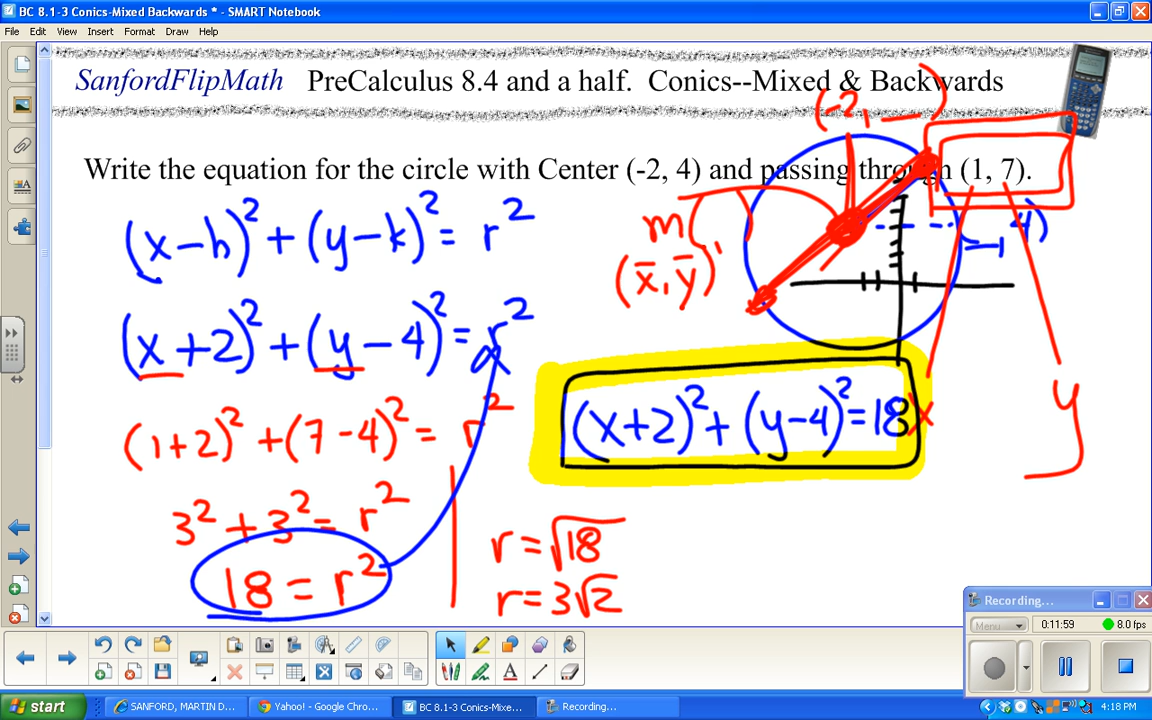 BC 8.1-3 Conics-Mixed Backwards * - SMART Notebook
File Edit View Insert Format Draw Help
SanfordFlipMath PreCalculus 8.4 and a half. Conics--Mixed & Backwards
(-2, __)
Write the equation for the circle with Center (-2, 4) and passing through (1, 7).
(x-h)² + (y-k)² = r²
m
(x̄, ȳ)
4)
(x+2)² + (y-4)² = r²
(x+2)² + (y-4)² = 18
x
y
(1+2)² + (7-4)² = r²
3² + 3² = r²
18 = r²
r = √18
r = 3√2
Recording...
Menu
0:11:59
8.0 fps
start
SANFORD, MARTIN D...
Yahoo! - Google Chro...
BC 8.1-3 Conics-Mixe...
Recording...
4:18 PM